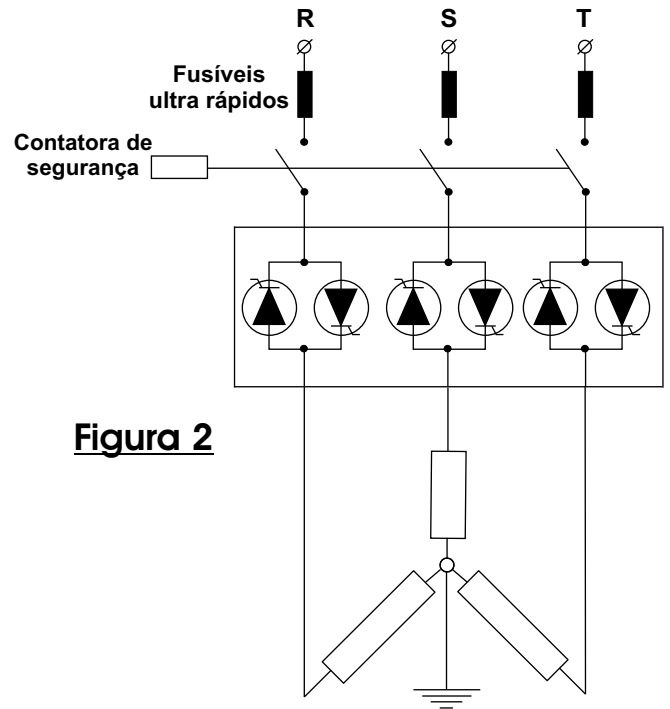 R S T
Fusíveis
ultra rápidos
Contatora de
segurança
Figura 2